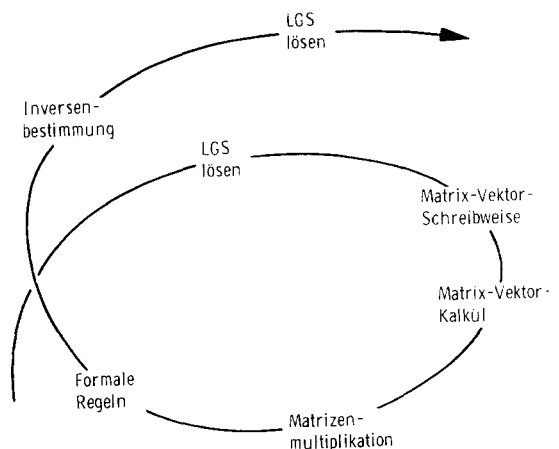 LGS
lösen
Inversen-
bestimmung
LGS
lösen
Matrix-Vektor-
Schreibweise
Matrix-Vektor-
Kalkül
Formale
Regeln
Matrizen-
multiplikation